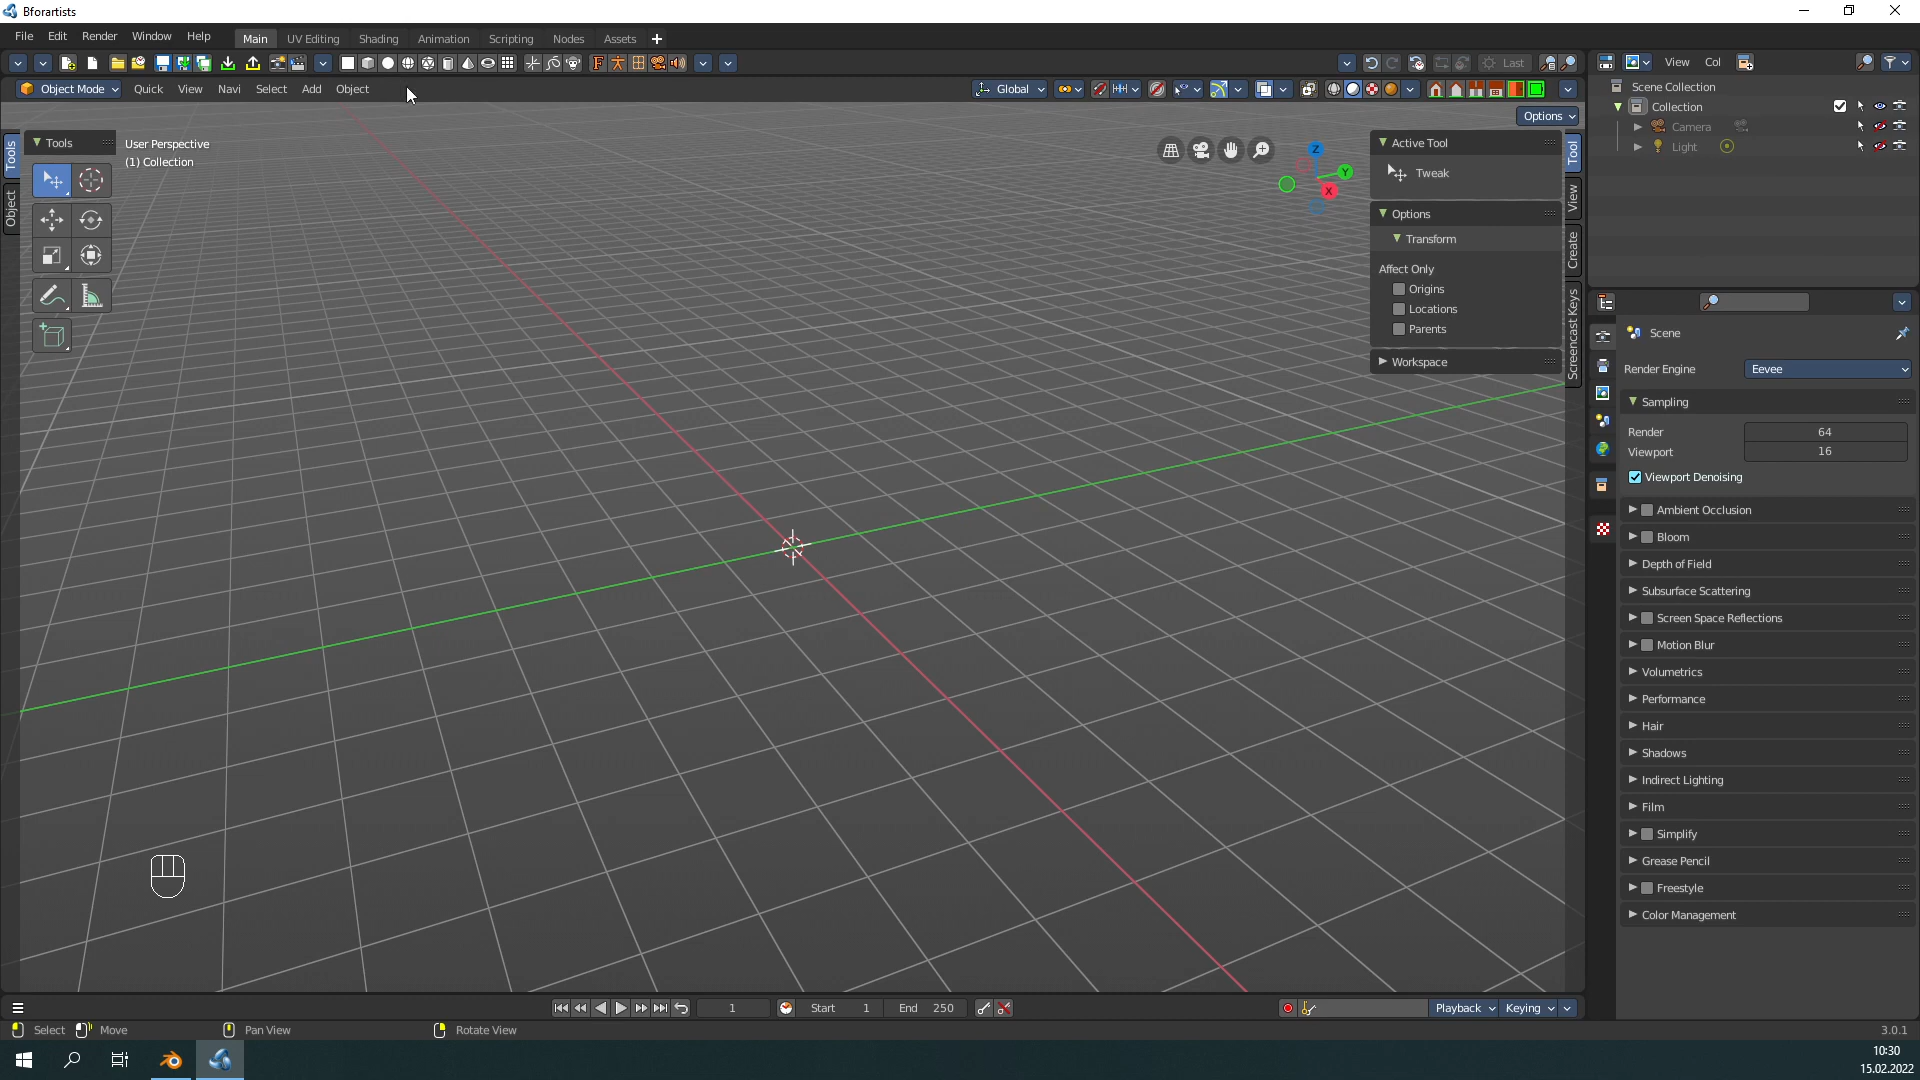 Bforartists
File Edit Render Window Help Main UV Editing Shading Animation Scripting Nodes Assets +
Last
View Col
Object Mode Quick View Navi Select Add Object Global
Scene Collection
Collection
Camera
Light
Options
Tools
Object
Tools
User Perspective
(1) Collection
Z
Y
X
Active Tool
Tweak
Options
Transform
Affect Only
Origins
Locations
Parents
Workspace
Tool
View
Create
Screencast Keys
Scene
Render Engine Eevee
Sampling
Render 64
Viewport 16
Viewport Denoising
Ambient Occlusion
Bloom
Depth of Field
Subsurface Scattering
Screen Space Reflections
Motion Blur
Volumetrics
Performance
Hair
Shadows
Indirect Lighting
Film
Simplify
Grease Pencil
Freestyle
Color Management
1 Start 1 End 250 Playback Keying
Select Move Pan View Rotate View 3.0.1
10:30
15.02.2022